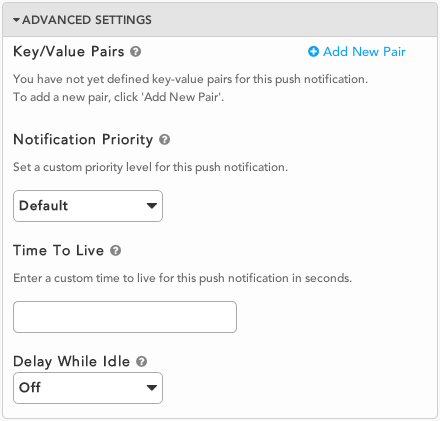 ADVANCED SETTINGS
Key/Value Pairs Add New Pair
You have not yet defined key-value pairs for this push notification.
To add a new pair, click 'Add New Pair'.
Notification Priority
Set a custom priority level for this push notification.
Default
Time To Live
Enter a custom time to live for this push notification in seconds.
Delay While Idle
Off